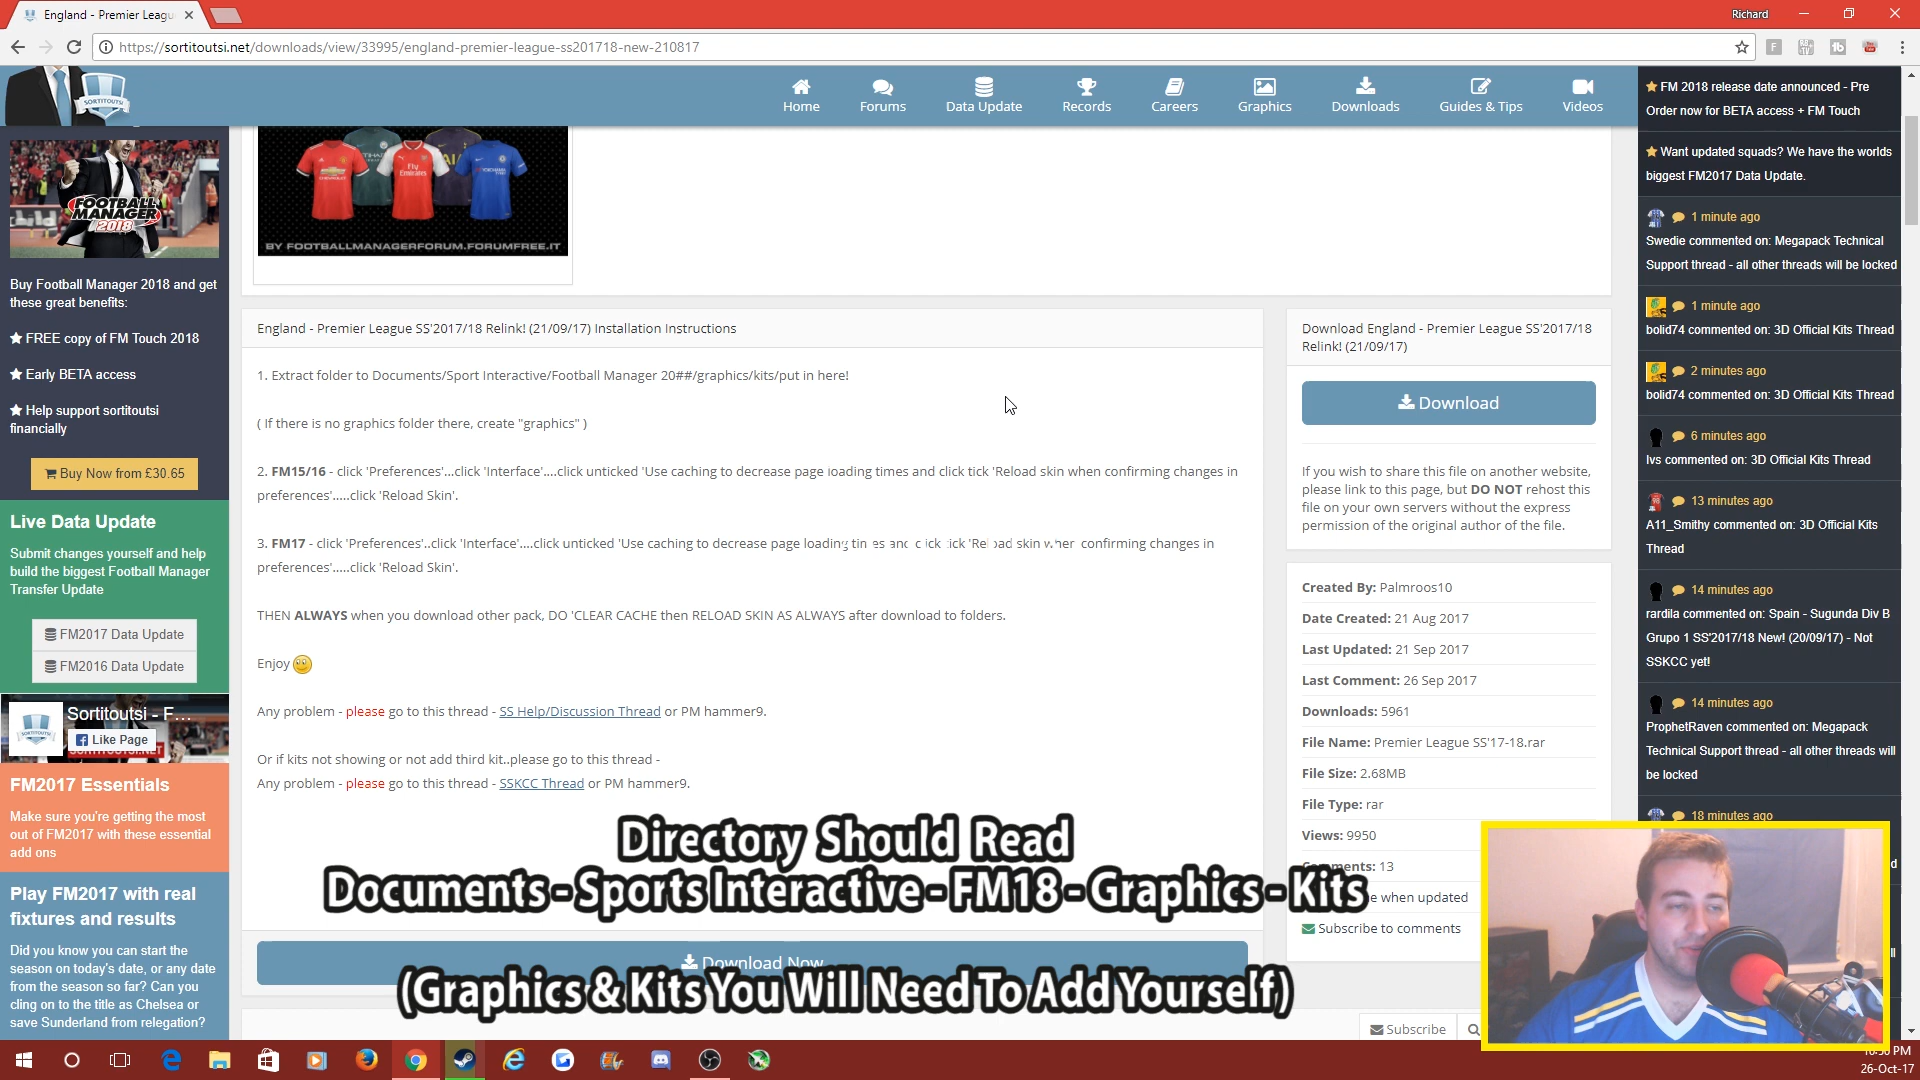 England - Premier Leagu
Richard
https://sortitoutsi.net/downloads/view/33995/england-premier-league-ss201718-new-210817
SORTITOUTSI
Home
Forums
Data Update
Records
Careers
Graphics
Downloads
Guides & Tips
Videos
FOOTBALL
MANAGER
2018
Buy Football Manager 2018 and get
these great benefits:
FREE copy of FM Touch 2018
Early BETA access
Help support sortitoutsi
financially
Buy Now from £30.65
Live Data Update
Submit changes yourself and help
build the biggest Football Manager
Transfer Update
FM2017 Data Update
FM2016 Data Update
Sortitoutsi - F...
Like Page
FM2017 Essentials
Make sure you're getting the most
out of FM2017 with these essential
add ons
Play FM2017 with real
fixtures and results
Did you know you can start the
season on today's date, or any date
from the season so far? Can you
cling on to the title as Chelsea or
save Sunderland from relegation?
Fly
Emirates
BY FOOTBALLMANAGERFORUM.FORUMFREE.IT
England - Premier League SS'2017/18 Relink! (21/09/17) Installation Instructions
1. Extract folder to Documents/Sport Interactive/Football Manager 20##/graphics/kits/put in here!
( If there is no graphics folder there, create "graphics" )
2. FM15/16 - click 'Preferences'...click 'Interface'....click unticked 'Use caching to decrease page loading times and click tick 'Reload skin when confirming changes in
preferences'.....click 'Reload Skin'.
3. FM17 - click 'Preferences'..click 'Interface'....click unticked 'Use caching to decrease page loading times and click tick 'Reload skin when confirming changes in
preferences'.....click 'Reload Skin'.
THEN ALWAYS when you download other pack, DO 'CLEAR CACHE then RELOAD SKIN AS ALWAYS after download to folders.
Enjoy
Any problem - please go to this thread - SS Help/Discussion Thread or PM hammer9.
Or if kits not showing or not add third kit..please go to this thread -
Any problem - please go to this thread - SSKCC Thread or PM hammer9.
Directory Should Read
Documents - Sports Interactive - FM18 - Graphics - Kits
Download Now
(Graphics & Kits You Will Need To Add Yourself)
Download England - Premier League SS'2017/18
Relink! (21/09/17)
Download
If you wish to share this file on another website,
please link to this page, but DO NOT rehost this
file on your own servers without the express
permission of the original author of the file.
Created By: Palmroos10
Date Created: 21 Aug 2017
Last Updated: 21 Sep 2017
Last Comment: 26 Sep 2017
Downloads: 5961
File Name: Premier League SS'17-18.rar
File Size: 2.68MB
File Type: rar
Views: 9950
Comments: 13
when updated
Subscribe to comments
Subscribe
FM 2018 release date announced - Pre
Order now for BETA access + FM Touch
Want updated squads? We have the worlds
biggest FM2017 Data Update.
1 minute ago
Swedie commented on: Megapack Technical
Support thread - all other threads will be locked
1 minute ago
bolid74 commented on: 3D Official Kits Thread
2 minutes ago
bolid74 commented on: 3D Official Kits Thread
6 minutes ago
lvs commented on: 3D Official Kits Thread
13 minutes ago
A11_Smithy commented on: 3D Official Kits
Thread
14 minutes ago
rardila commented on: Spain - Sugunda Div B
Grupo 1 SS'2017/18 New! (20/09/17) - Not
SSKCC yet!
14 minutes ago
ProphetRaven commented on: Megapack
Technical Support thread - all other threads will
be locked
18 minutes ago
PM
26-Oct-17